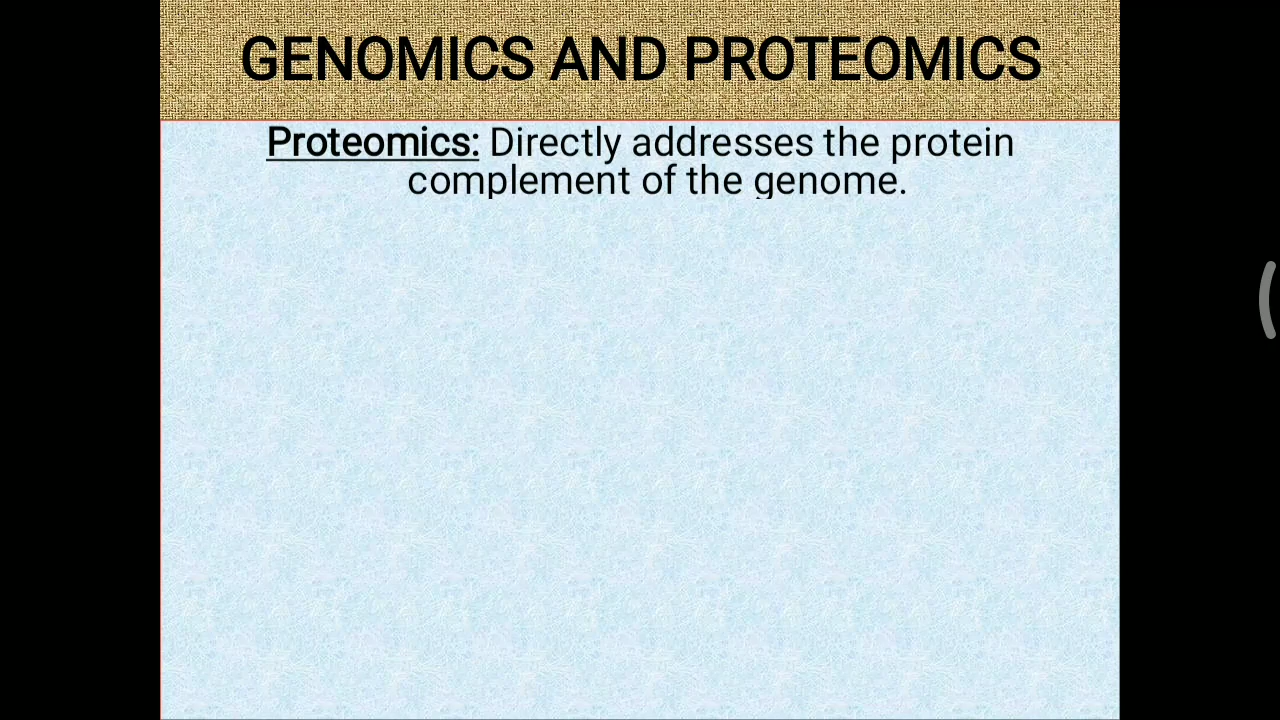 GENOMICS AND PROTEOMICS
Proteomics: Directly addresses the protein
complement of the genome.